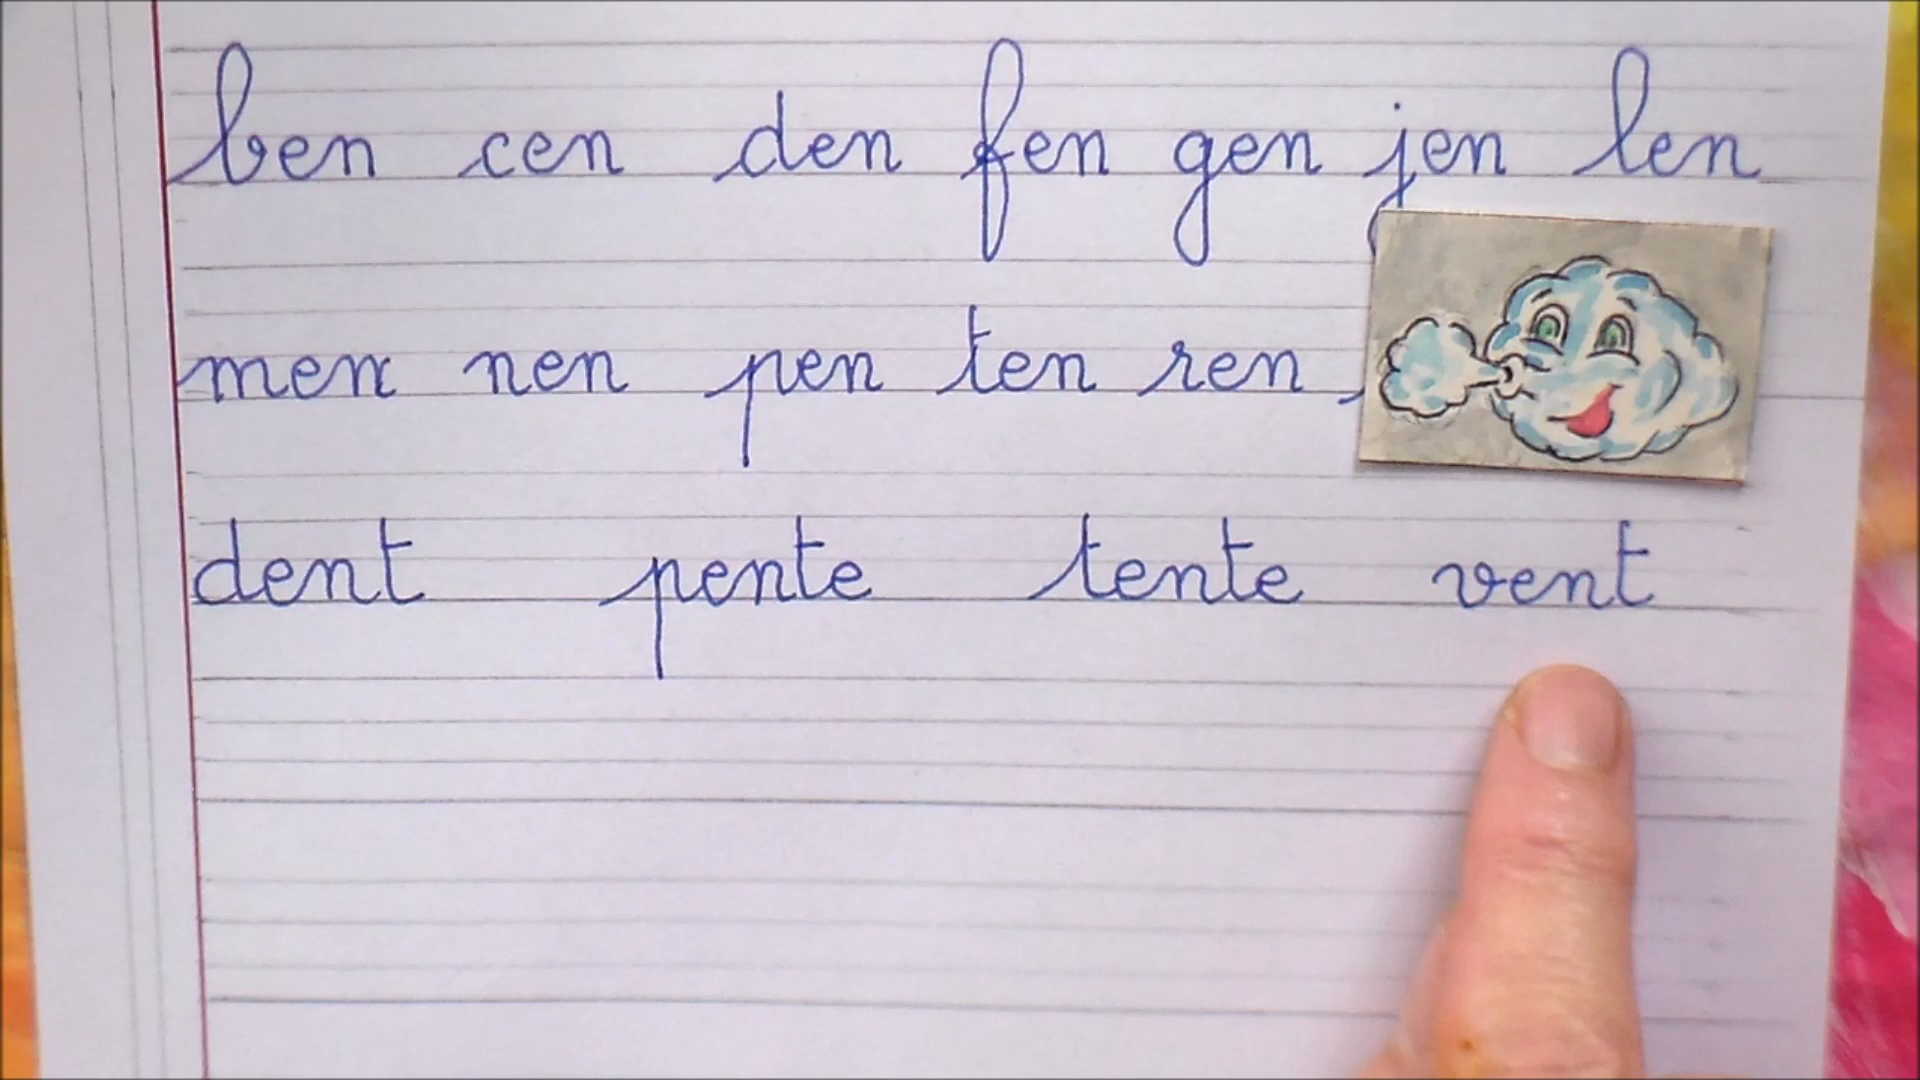 ben cen den fen gen jen len
men nen pen ten ren
dent pente tente vent